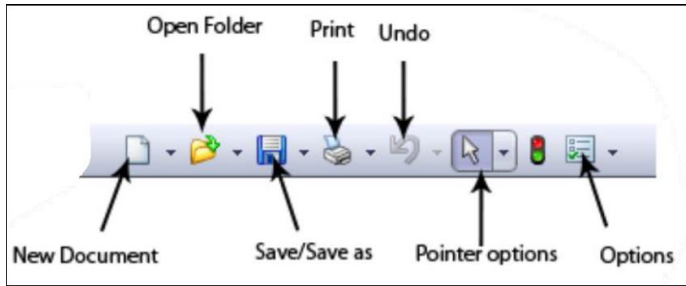 Open Folder
Print
Undo
New Document
Save/Save as
Pointer options
Options